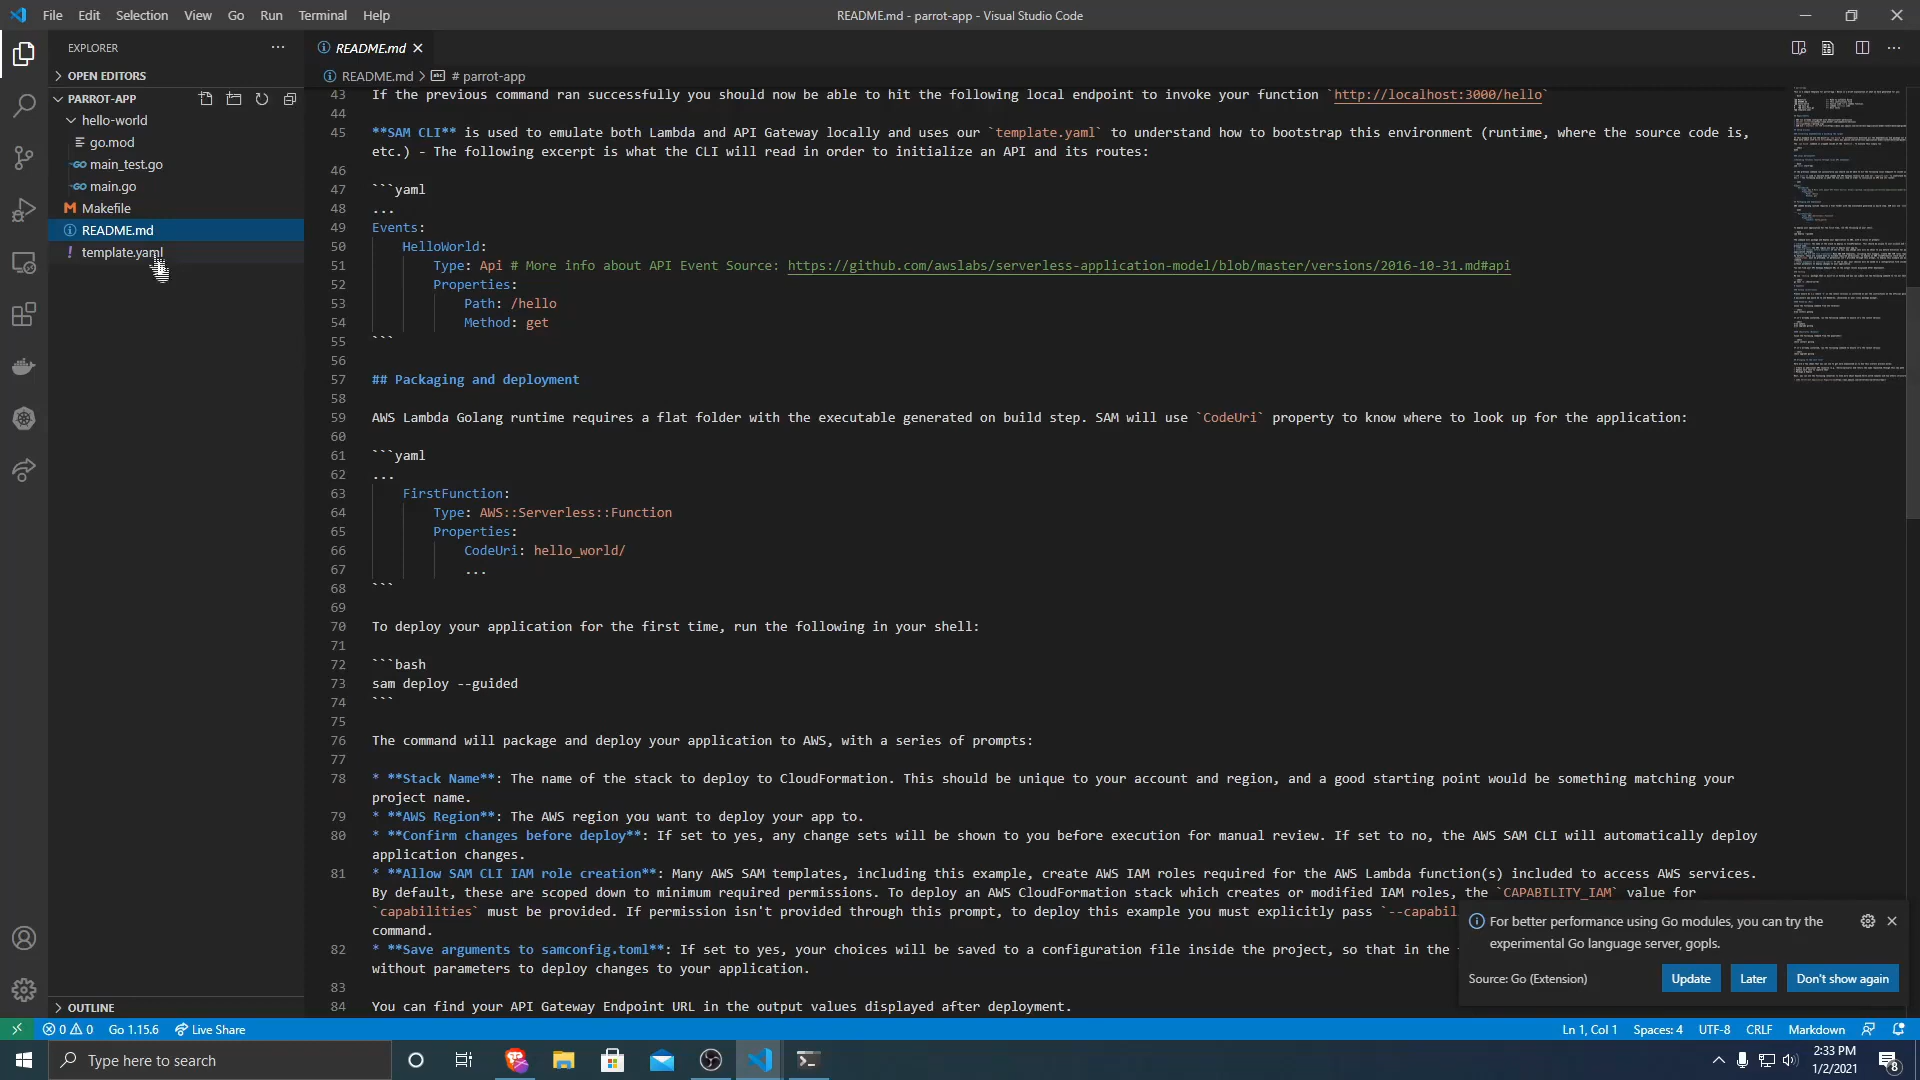 File Edit Selection View Go Run Terminal Help
README.md - parrot-app - Visual Studio Code
EXPLORER
OPEN EDITORS
PARROT-APP
hello-world
go.mod
main_test.go
main.go
Makefile
README.md
template.yaml
OUTLINE
README.md
README.md > # parrot-app
43 If the previous command ran successfully you should now be able to hit the following local endpoint to invoke your function `http://localhost:3000/hello`
44
45 **SAM CLI** is used to emulate both Lambda and API Gateway locally and uses our `template.yaml` to understand how to bootstrap this environment (runtime, where the source code is,
etc.) - The following excerpt is what the CLI will read in order to initialize an API and its routes:
46
47 ```yaml
48 ...
49 Events:
50 HelloWorld:
51 Type: Api # More info about API Event Source: https://github.com/awslabs/serverless-application-model/blob/master/versions/2016-10-31.md#api
52 Properties:
53 Path: /hello
54 Method: get
55 ```
56
57 ## Packaging and deployment
58
59 AWS Lambda Golang runtime requires a flat folder with the executable generated on build step. SAM will use `CodeUri` property to know where to look up for the application:
60
61 ```yaml
62 ...
63 FirstFunction:
64 Type: AWS::Serverless::Function
65 Properties:
66 CodeUri: hello_world/
67 ...
68 ```
69
70 To deploy your application for the first time, run the following in your shell:
71
72 ```bash
73 sam deploy --guided
74 ```
75
76 The command will package and deploy your application to AWS, with a series of prompts:
77
78 * **Stack Name**: The name of the stack to deploy to CloudFormation. This should be unique to your account and region, and a good starting point would be something matching your
project name.
79 * **AWS Region**: The AWS region you want to deploy your app to.
80 * **Confirm changes before deploy**: If set to yes, any change sets will be shown to you before execution for manual review. If set to no, the AWS SAM CLI will automatically deploy
application changes.
81 * **Allow SAM CLI IAM role creation**: Many AWS SAM templates, including this example, create AWS IAM roles required for the AWS Lambda function(s) included to access AWS services.
By default, these are scoped down to minimum required permissions. To deploy an AWS CloudFormation stack which creates or modified IAM roles, the `CAPABILITY_IAM` value for
`capabilities` must be provided. If permission isn't provided through this prompt, to deploy this example you must explicitly pass `--capabil
command.
82 * **Save arguments to samconfig.toml**: If set to yes, your choices will be saved to a configuration file inside the project, so that in the
without parameters to deploy changes to your application.
83
84 You can find your API Gateway Endpoint URL in the output values displayed after deployment.
For better performance using Go modules, you can try the
experimental Go language server, gopls.
Source: Go (Extension)
Update Later Don't show again
0 0 Go 1.15.6 Live Share
Ln 1, Col 1 Spaces: 4 UTF-8 CRLF Markdown
Type here to search
2:33 PM
1/2/2021
8